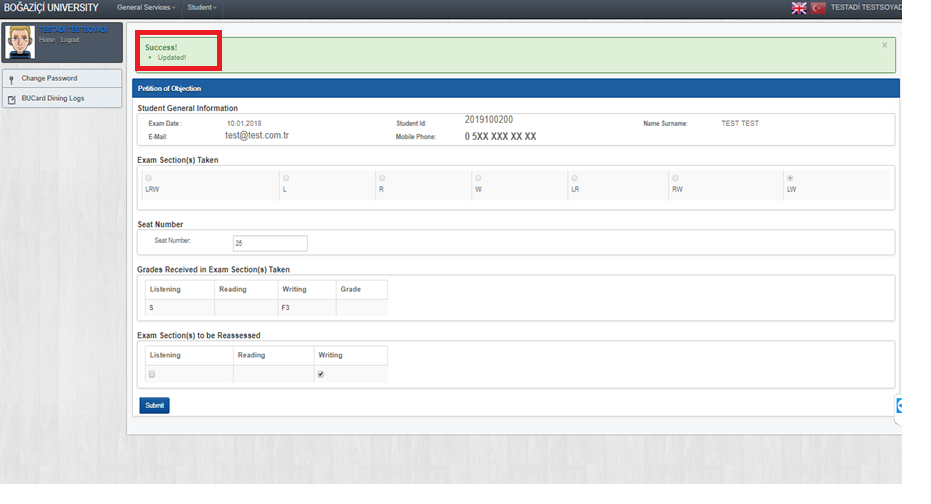 BOĞAZİÇİ UNIVERSITY General Services Student TESTADİ TESTSOYAD
TESTADI TESTSOYADI
Home Logout
Change Password
BUCard Dining Logs
Success! x
• Updated!
Petition of Objection
Student General Information
Exam Date : 10.01.2018 Student Id: 2019100200 Name Surname: TEST TEST
E-Mail: test@test.com.tr Mobile Phone: 0 5XX XXX XX XX
Exam Section(s) Taken
LRW L R W LR RW LW
Seat Number
Seat Number: 25
Grades Received in Exam Section(s) Taken
Listening Reading Writing Grade
S F3
Exam Section(s) to be Reassessed
Listening Reading Writing
Submit